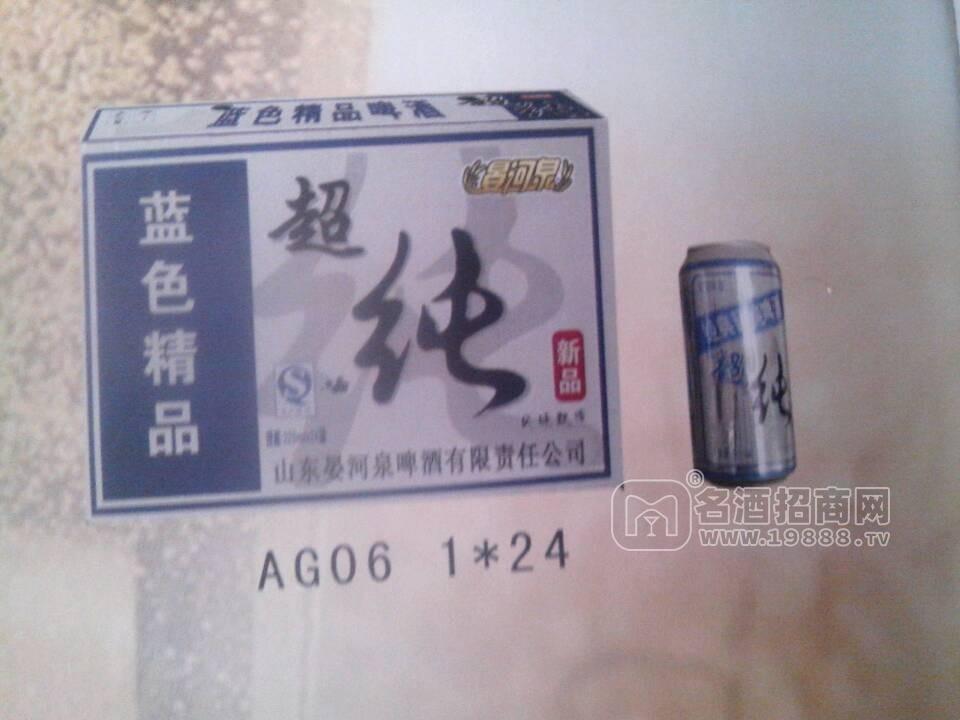 蓝色精品啤酒
蓝色精品
晏河泉
超纯
新品
山东晏河泉啤酒有限责任公司
超纯
AG06 1*24
®
名酒招商网
www.19888.tv